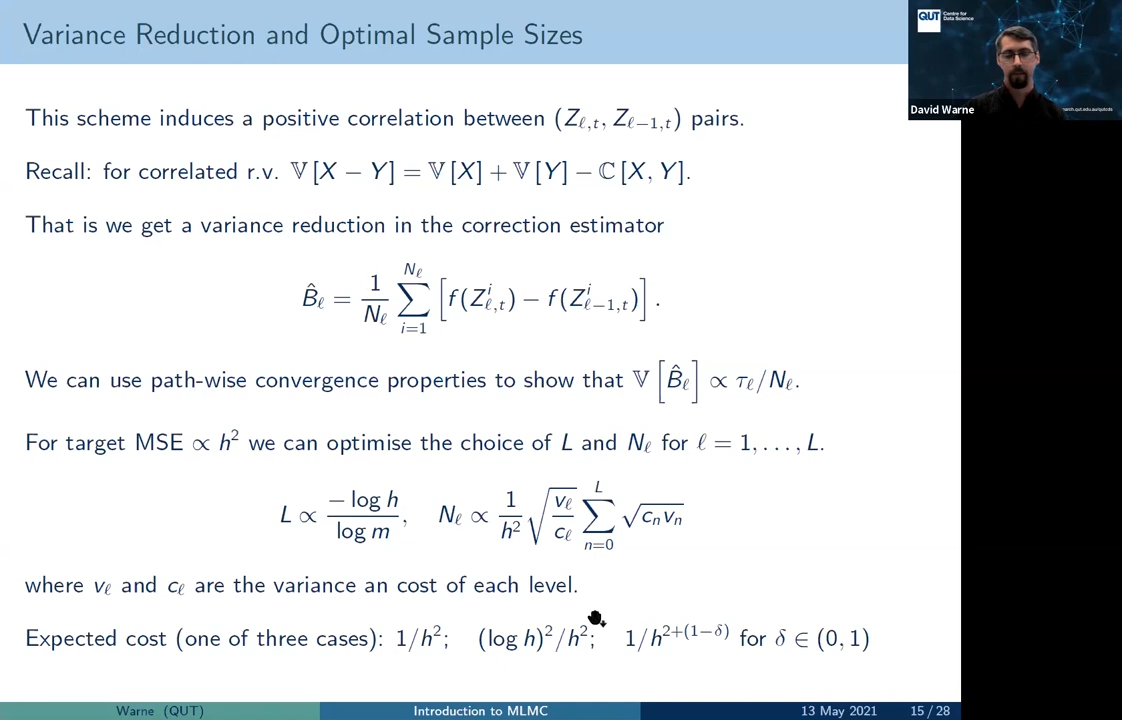 Variance Reduction and Optimal Sample Sizes
QUT Centre for Data Science
David Warne
This scheme induces a positive correlation between (Z_{ℓ,t}, Z_{ℓ−1,t}) pairs.
Recall: for correlated r.v. 𝕍[X − Y] = 𝕍[X] + 𝕍[Y] − ℂ[X, Y].
That is we get a variance reduction in the correction estimator
B̂_ℓ = 1/N_ℓ ∑_{i=1}^{N_ℓ} [f(Z^i_{ℓ,t}) − f(Z^i_{ℓ−1,t})].
We can use path-wise convergence properties to show that 𝕍[B̂_ℓ] ∝ τ_ℓ/N_ℓ.
For target MSE ∝ h² we can optimise the choice of L and N_ℓ for ℓ = 1, . . . , L.
L ∝ −log h / log m, N_ℓ ∝ 1/h² √(v_ℓ/c_ℓ) ∑_{n=0}^{L} √(c_n v_n)
where v_ℓ and c_ℓ are the variance an cost of each level.
Expected cost (one of three cases): 1/h²; (log h)²/h²; 1/h^{2+(1−δ)} for δ ∈ (0, 1)
Warne (QUT) Introduction to MLMC 13 May 2021 15 / 28